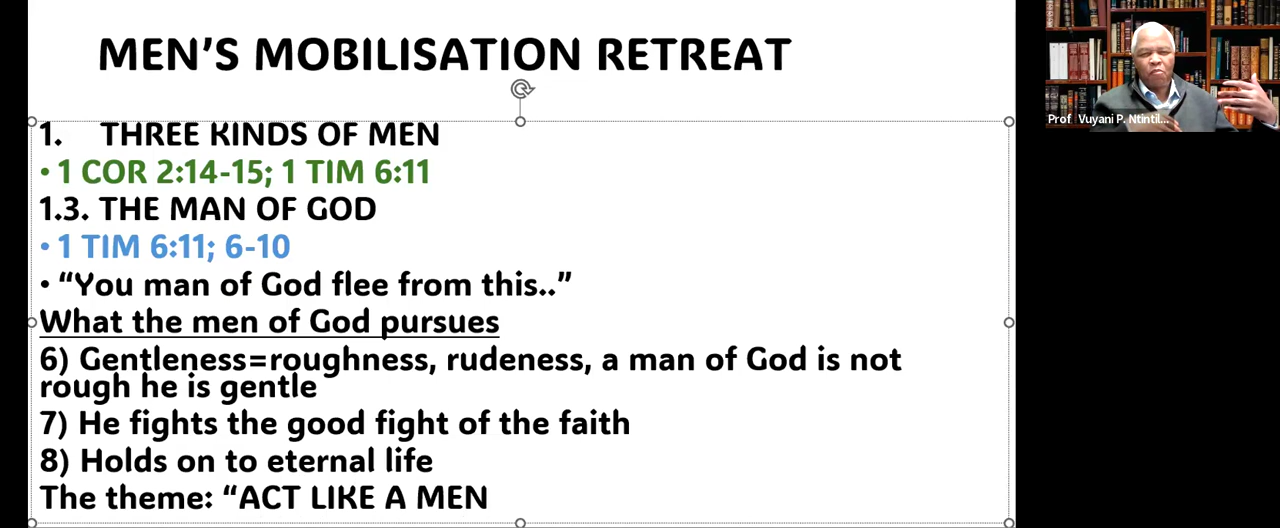 MEN'S MOBILISATION RETREAT
1. THREE KINDS OF MEN
• 1 COR 2:14-15; 1 TIM 6:11
1.3. THE MAN OF GOD
• 1 TIM 6:11; 6-10
• “You man of God flee from this..”
What the men of God pursues
6) Gentleness=roughness, rudeness, a man of God is not
rough he is gentle
7) He fights the good fight of the faith
8) Holds on to eternal life
The theme: “ACT LIKE A MEN
Prof Vuyani P. Ntintil...